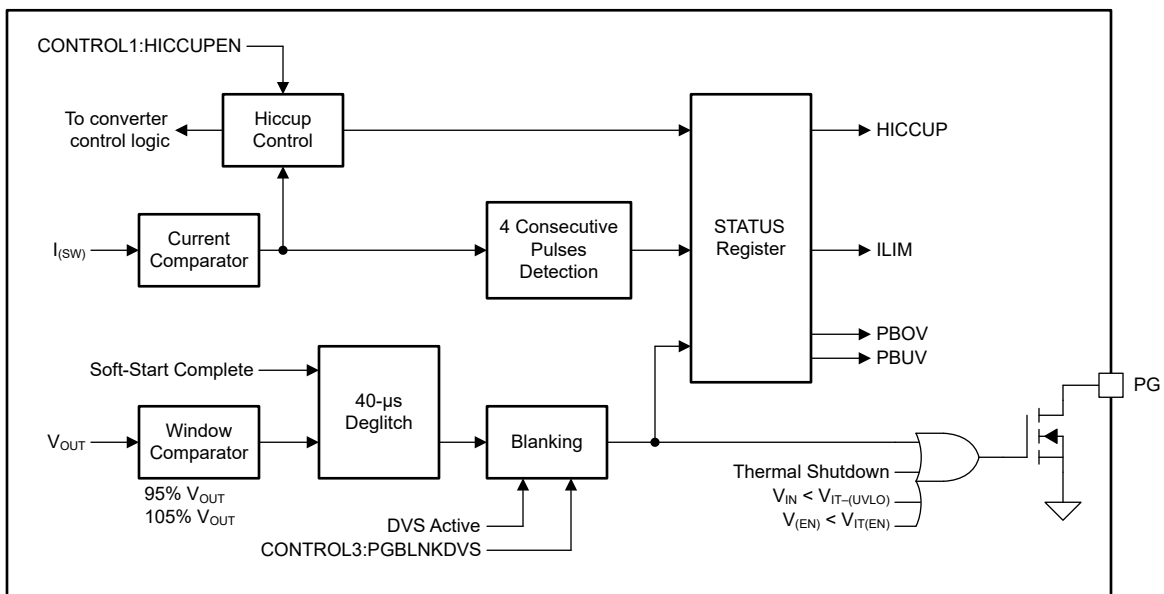 CONTROL1:HICCUPEN
To converter
control logic
Hiccup
Control
HICCUP
I(SW)
Current
Comparator
4 Consecutive
Pulses
Detection
STATUS
Register
ILIM
PBOV
PBUV
Soft-Start Complete
40-µs
Deglitch
PG
VOUT
Window
Comparator
Blanking
95% VOUT
105% VOUT
Thermal Shutdown
VIN < VIT–(UVLO)
V(EN) < VIT(EN)
DVS Active
CONTROL3:PGBLNKDVS